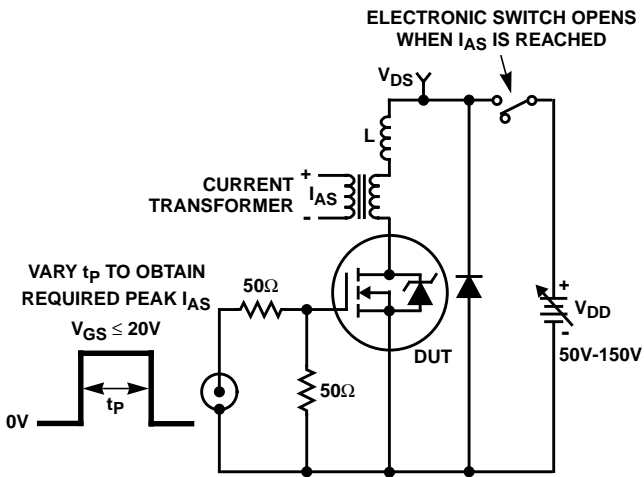 ELECTRONIC SWITCH OPENS
WHEN IAS IS REACHED
VDS
L
+
CURRENT
TRANSFORMER
IAS
-
VARY tP TO OBTAIN
REQUIRED PEAK IAS
50Ω
VGS ≤ 20V
DUT
+
VDD
-
50V-150V
50Ω
tP
0V